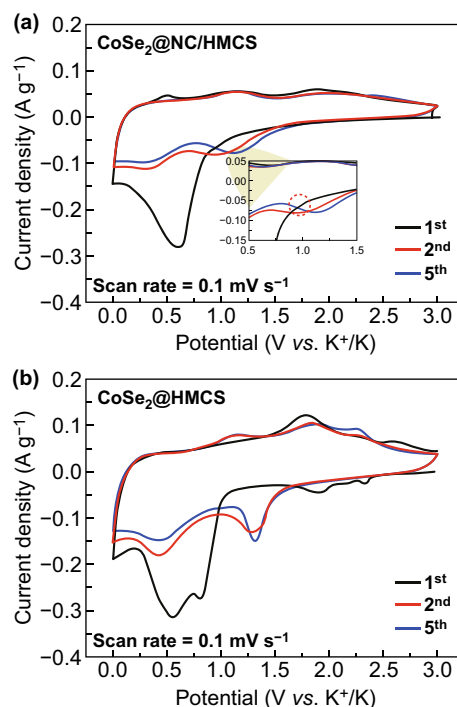 (a)
CoSe₂@NC/HMCS
Current density (A g⁻¹)
0.2
0.1
0.0
−0.1
−0.2
−0.3
−0.4
0.05
0.00
−0.05
−0.10
−0.15
0.5 1.0 1.5
1ˢᵗ
2ⁿᵈ
5ᵗʰ
Scan rate = 0.1 mV s⁻¹
0.0 0.5 1.0 1.5 2.0 2.5 3.0
Potential (V vs. K⁺/K)
(b)
CoSe₂@HMCS
Current density (A g⁻¹)
0.2
0.1
0.0
−0.1
−0.2
−0.3
−0.4
1ˢᵗ
2ⁿᵈ
5ᵗʰ
Scan rate = 0.1 mV s⁻¹
0.0 0.5 1.0 1.5 2.0 2.5 3.0
Potential (V vs. K⁺/K)